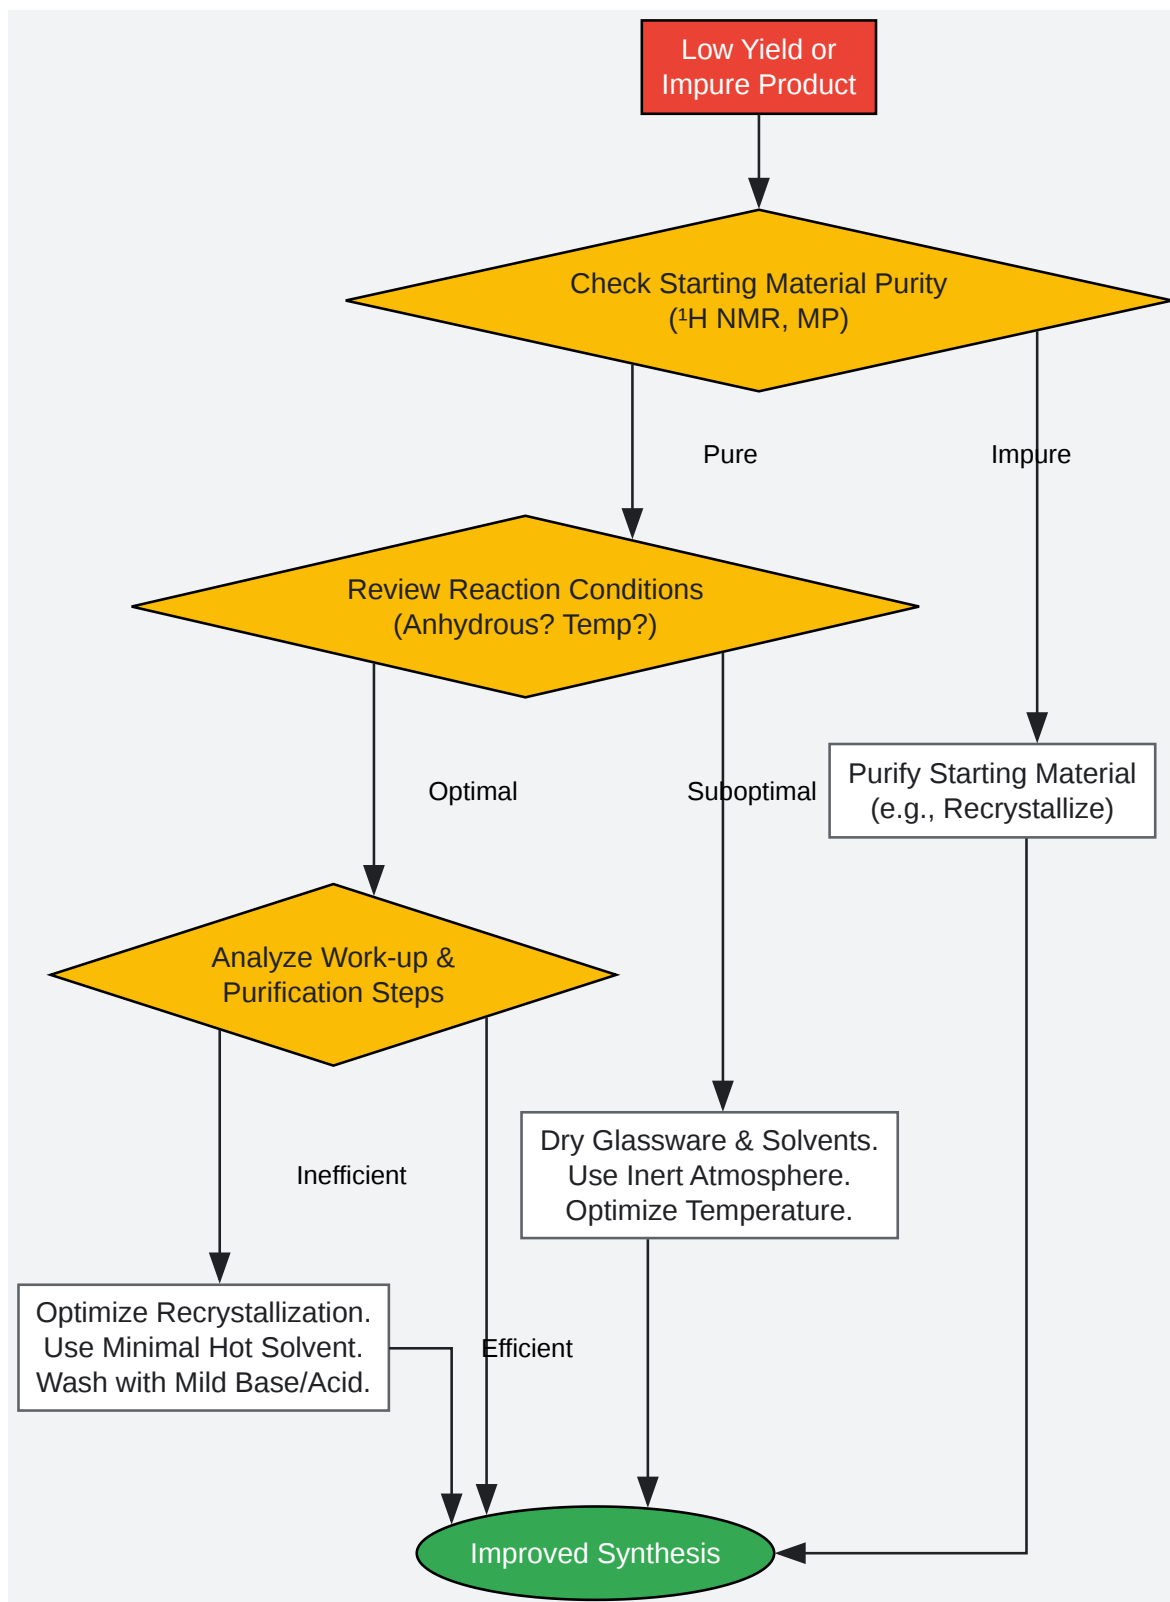 Low Yield or
Impure Product
Check Starting Material Purity
(¹H NMR, MP)
Pure
Impure
Review Reaction Conditions
(Anhydrous? Temp?)
Optimal
Suboptimal
Purify Starting Material
(e.g., Recrystallize)
Analyze Work-up &
Purification Steps
Inefficient
Dry Glassware & Solvents.
Use Inert Atmosphere.
Optimize Temperature.
Optimize Recrystallization.
Use Minimal Hot Solvent.
Wash with Mild Base/Acid.
Efficient
Improved Synthesis